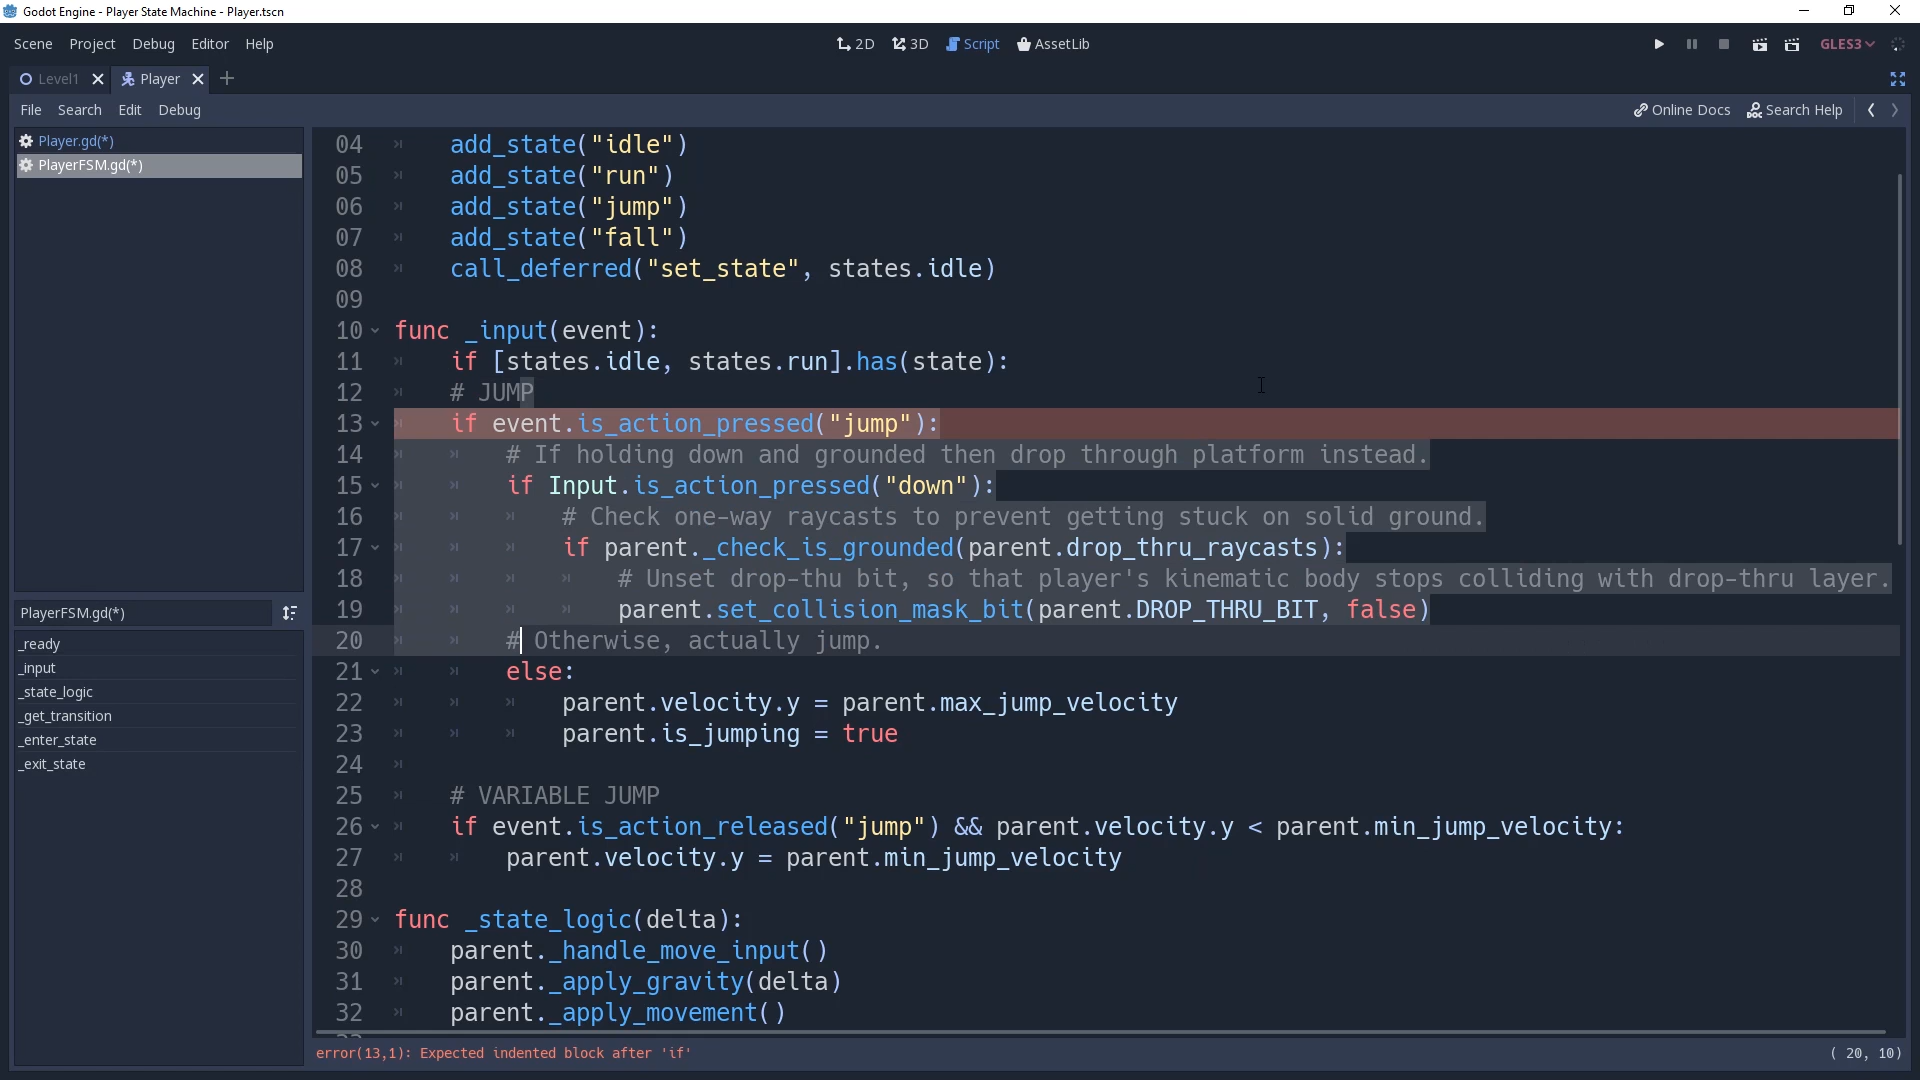 Godot Engine - Player State Machine - Player.tscn
Scene Project Debug Editor Help
2D 3D Script AssetLib
GLES3
Level1
Player
File Search Edit Debug
Online Docs Search Help
Player.gd(*)
PlayerFSM.gd(*)
PlayerFSM.gd(*)
_ready
_input
_state_logic
_get_transition
_enter_state
_exit_state
04 add_state("idle")
05 add_state("run")
06 add_state("jump")
07 add_state("fall")
08 call_deferred("set_state", states.idle)
09
10 func _input(event):
11 if [states.idle, states.run].has(state):
12 # JUMP
13 if event.is_action_pressed("jump"):
14 # If holding down and grounded then drop through platform instead.
15 if Input.is_action_pressed("down"):
16 # Check one-way raycasts to prevent getting stuck on solid ground.
17 if parent._check_is_grounded(parent.drop_thru_raycasts):
18 # Unset drop-thu bit, so that player's kinematic body stops colliding with drop-thru layer.
19 parent.set_collision_mask_bit(parent.DROP_THRU_BIT, false)
20 # Otherwise, actually jump.
21 else:
22 parent.velocity.y = parent.max_jump_velocity
23 parent.is_jumping = true
24
25 # VARIABLE JUMP
26 if event.is_action_released("jump") && parent.velocity.y < parent.min_jump_velocity:
27 parent.velocity.y = parent.min_jump_velocity
28
29 func _state_logic(delta):
30 parent._handle_move_input()
31 parent._apply_gravity(delta)
32 parent._apply_movement()
error(13,1): Expected indented block after 'if'
( 20, 10)